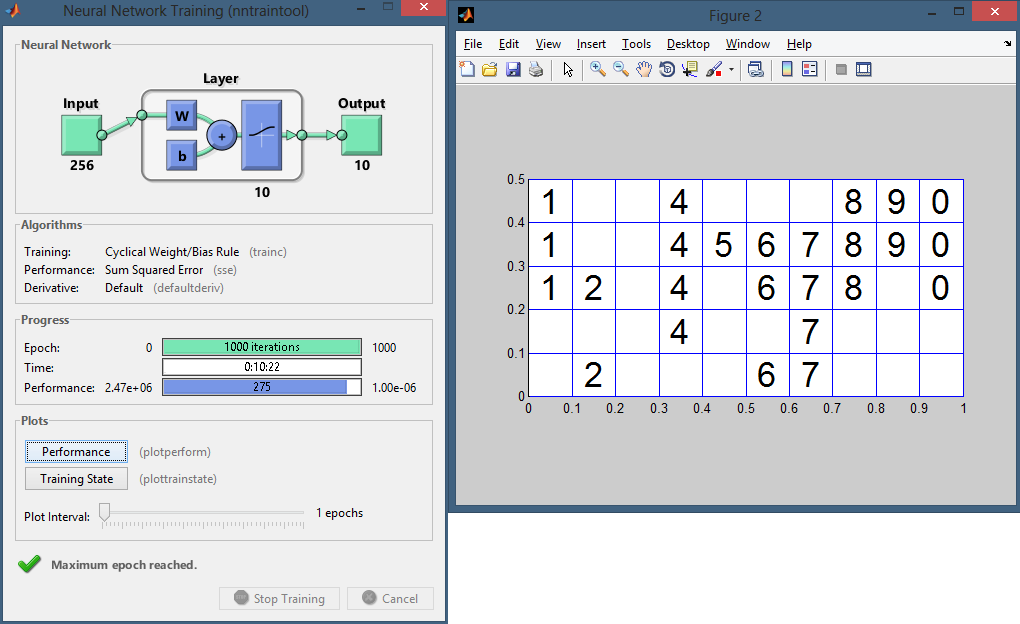 Neural Network Training (nntraintool)
Neural Network
Layer
Input
W
b
+
Output
256
10
10
Algorithms
Training: Cyclical Weight/Bias Rule (trainc)
Performance: Sum Squared Error (sse)
Derivative: Default (defaultderiv)
Progress
Epoch: 0 1000 iterations 1000
Time: 0:10:22
Performance: 2.47e+06 275 1.00e-06
Plots
Performance (plotperform)
Training State (plottrainstate)
Plot Interval: 1 epochs
Maximum epoch reached.
Stop Training Cancel
Figure 2
File Edit View Insert Tools Desktop Window Help
0.5
1 4 8 9 0
0.4
1 4 5 6 7 8 9 0
0.3
1 2 4 6 7 8 0
0.2
4 7
0.1
2 6 7
0
0 0.1 0.2 0.3 0.4 0.5 0.6 0.7 0.8 0.9 1